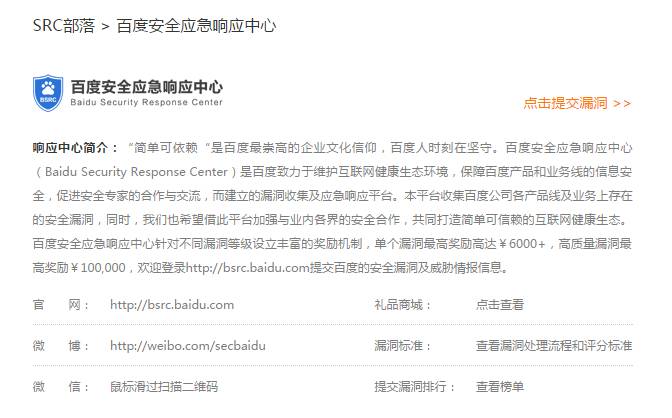 SRC部落 > 百度安全应急响应中心
BSRC
百度安全应急响应中心
Baidu Security Response Center
点击提交漏洞 >>
响应中心简介：“简单可依赖“是百度最崇高的企业文化信仰，百度人时刻在坚守。百度安全应急响应中心
（Baidu Security Response Center）是百度致力于维护互联网健康生态环境，保障百度产品和业务线的信息安
全，促进安全专家的合作与交流，而建立的漏洞收集及应急响应平台。本平台收集百度公司各产品线及业务上存在
的安全漏洞，同时，我们也希望借此平台加强与业内各界的安全合作，共同打造简单可信赖的互联网健康生态。
百度安全应急响应中心针对不同漏洞等级设立丰富的奖励机制，单个漏洞最高奖励高达￥6000+，高质量漏洞最
高奖励￥100,000，欢迎登录http://bsrc.baidu.com提交百度的安全漏洞及威胁情报信息。
官 网： http://bsrc.baidu.com 礼品商城： 点击查看
微 博： http://weibo.com/secbaidu 漏洞标准： 查看漏洞处理流程和评分标准
微 信： 鼠标滑过扫描二维码 提交漏洞排行： 查看榜单